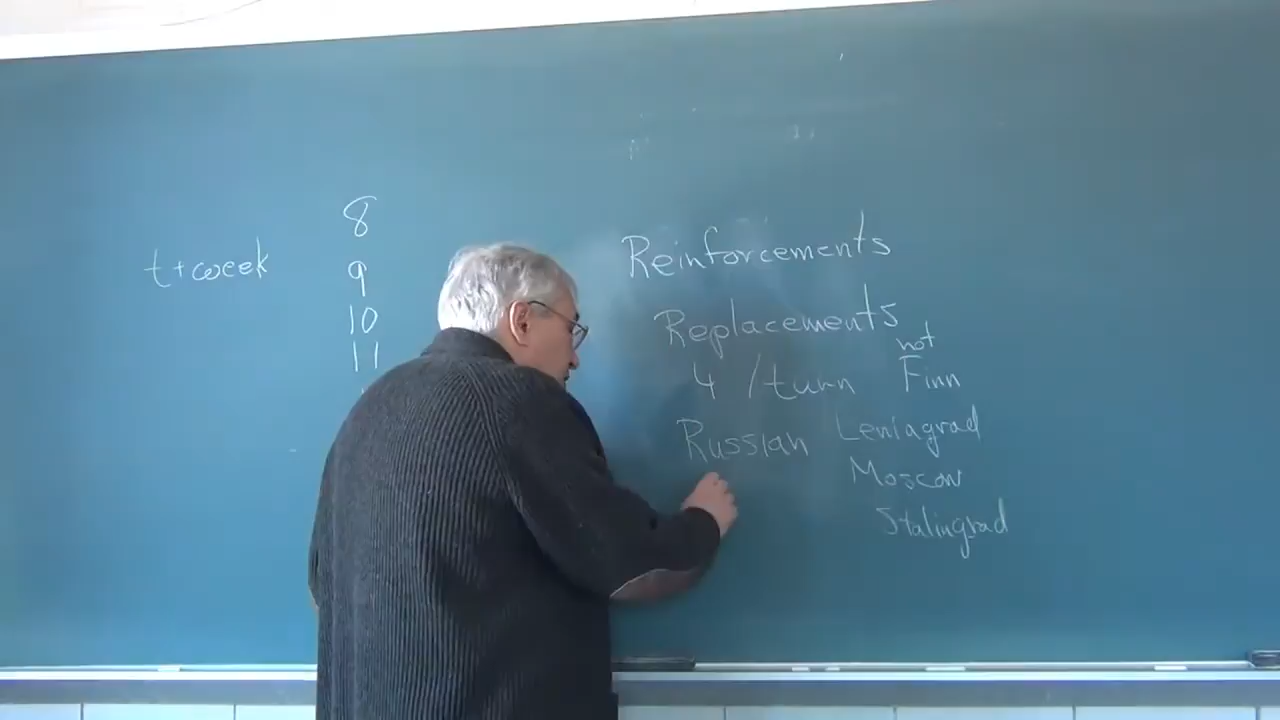 t+week
8
9
10
11
Reinforcements
Replacements
not
4 /turn Finn
Russian Leningrad
Moscow
Stalingrad